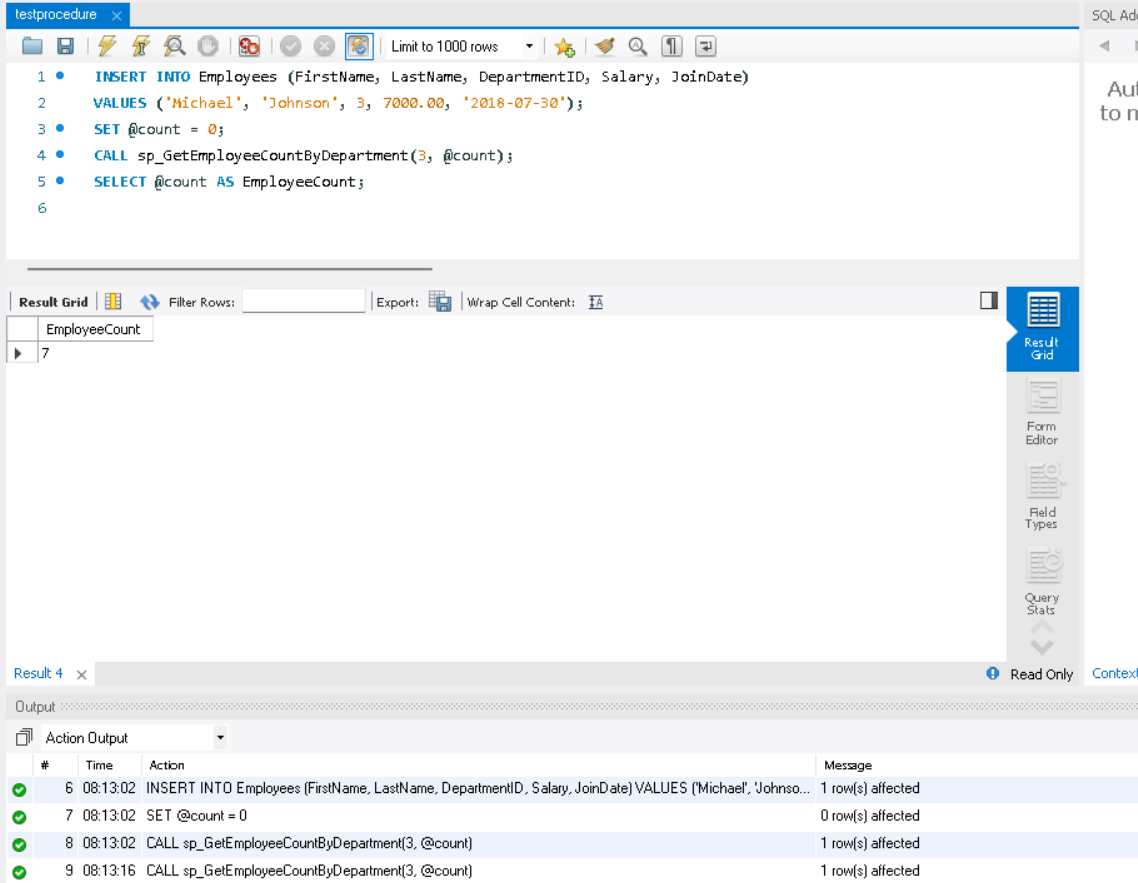 testprocedure
SQL Ad
Limit to 1000 rows
1 INSERT INTO Employees (FirstName, LastName, DepartmentID, Salary, JoinDate)
2 VALUES ('Michael', 'Johnson', 3, 7000.00, '2018-07-30');
3 SET @count = 0;
4 CALL sp_GetEmployeeCountByDepartment(3, @count);
5 SELECT @count AS EmployeeCount;
6
Aut
to n
Result Grid Filter Rows: Export: Wrap Cell Content: IA
EmployeeCount
7
Result
Grid
Form
Editor
Field
Types
Query
Stats
Result 4 Read Only Context
Output
Action Output
# Time Action Message
6 08:13:02 INSERT INTO Employees (FirstName, LastName, DepartmentID, Salary, JoinDate) VALUES ('Michael', 'Johnso... 1 row(s) affected
7 08:13:02 SET @count = 0 0 row(s) affected
8 08:13:02 CALL sp_GetEmployeeCountByDepartment(3, @count) 1 row(s) affected
9 08:13:16 CALL sp_GetEmployeeCountByDepartment(3, @count) 1 row(s) affected